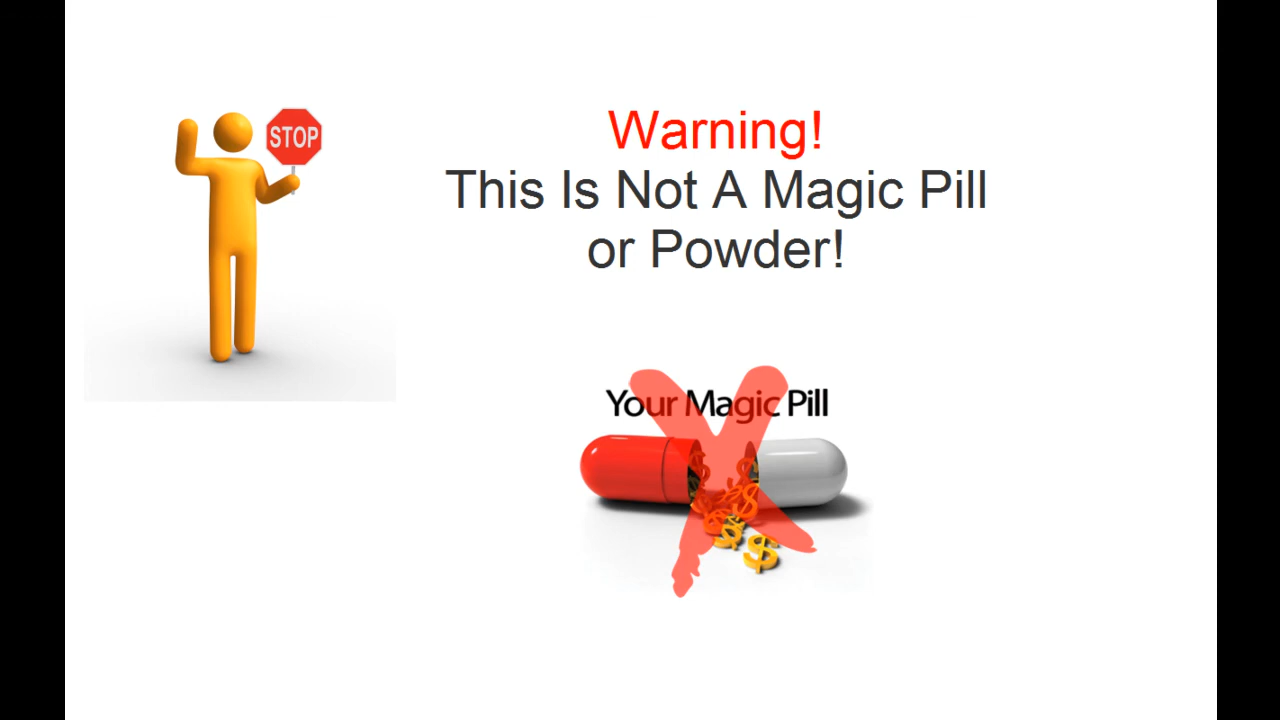 STOP
Warning!
This Is Not A Magic Pill
or Powder!
Your Magic Pill